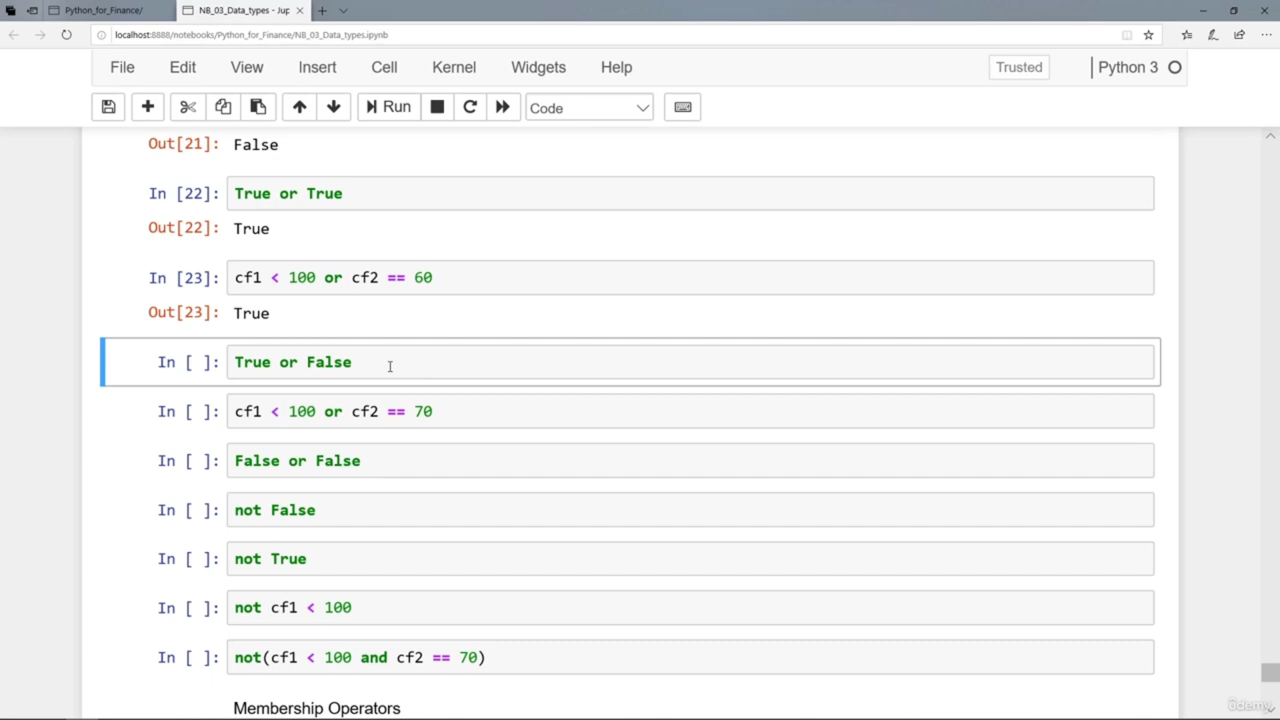 Python_for_Finance/
NB_03_Data_types - Jup
localhost:8888/notebooks/Python_for_Finance/NB_03_Data_types.ipynb
File Edit View Insert Cell Kernel Widgets Help Trusted Python 3
Run Code
Out[21]: False
In [22]: True or True
Out[22]: True
In [23]: cf1 < 100 or cf2 == 60
Out[23]: True
In [ ]: True or False
In [ ]: cf1 < 100 or cf2 == 70
In [ ]: False or False
In [ ]: not False
In [ ]: not True
In [ ]: not cf1 < 100
In [ ]: not(cf1 < 100 and cf2 == 70)
Membership Operators
ûdemy